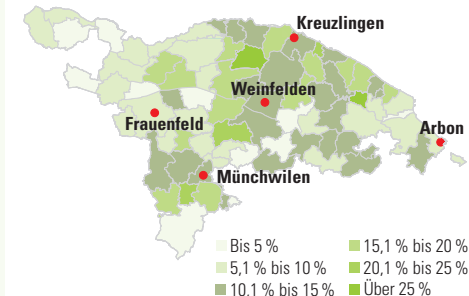 Kreuzlingen
Weinfelden
Frauenfeld
Arbon
Münchwilen
Bis 5 %
5,1 % bis 10 %
10,1 % bis 15 %
15,1 % bis 20 %
20,1 % bis 25 %
Über 25 %